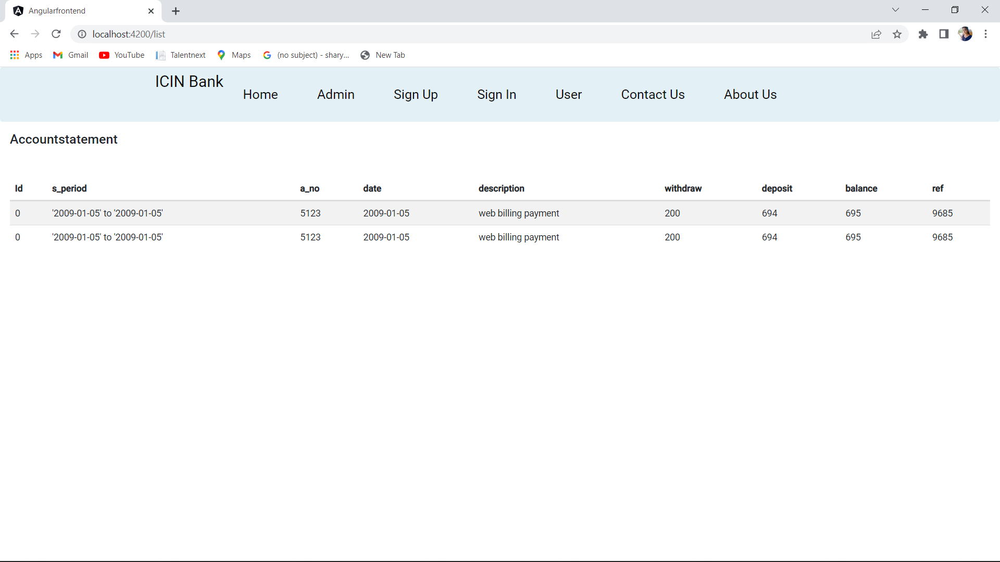 Angularfrontend
localhost:4200/list
Apps Gmail YouTube Talentnext Maps (no subject) - shary... New Tab
ICIN Bank
Home Admin Sign Up Sign In User Contact Us About Us
Accountstatement
Id s_period a_no date description withdraw deposit balance ref
0 '2009-01-05' to '2009-01-05' 5123 2009-01-05 web billing payment 200 694 695 9685
0 '2009-01-05' to '2009-01-05' 5123 2009-01-05 web billing payment 200 694 695 9685